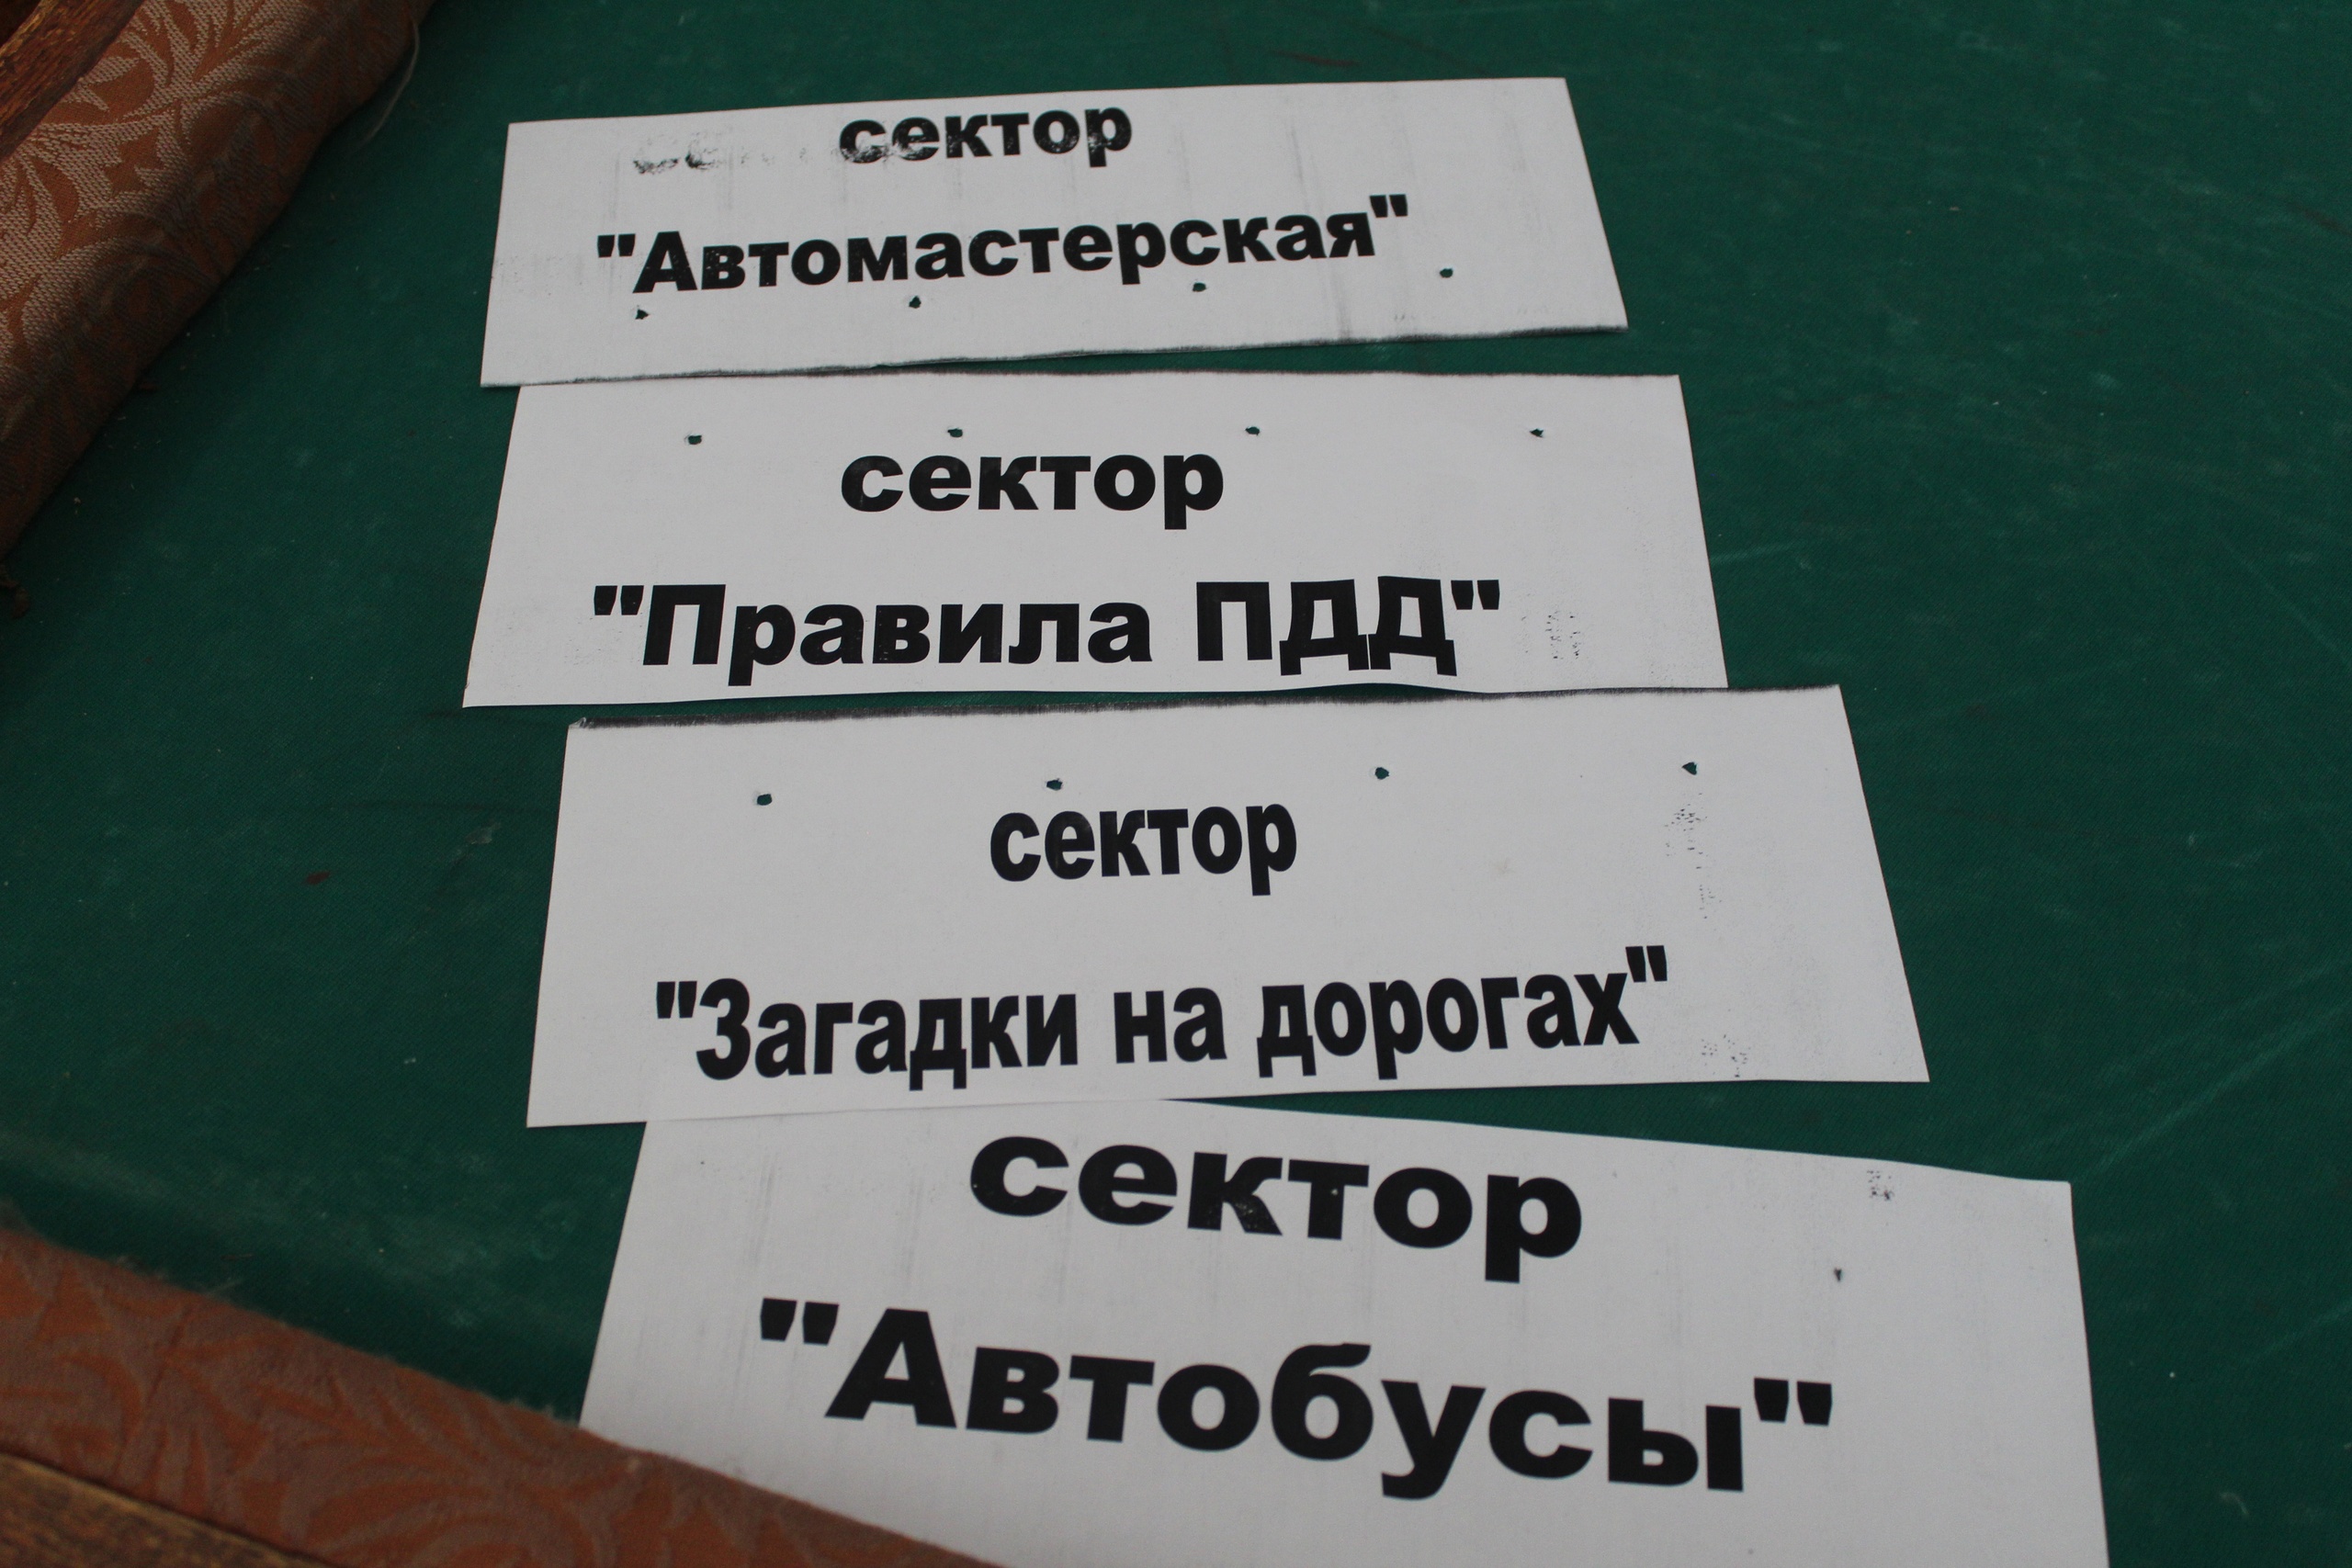 сектор
"Автомастерская"
сектор
"Правила ПДД"
сектор
"Загадки на дорогах"
сектор
"Автобусы"